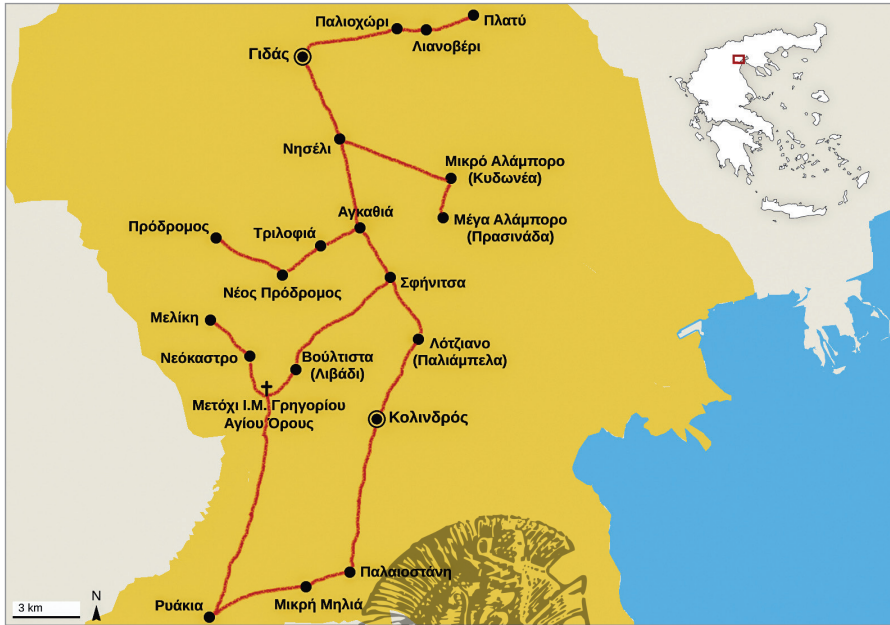 Παλιοχώρι
Πλατύ
Λιανοβέρι
Γιδάς
Νησέλι
Μικρό Αλάμπορο
(Κυδωνέα)
Αγκαθιά
Μέγα Αλάμπορο
(Πρασινάδα)
Πρόδρομος
Τριλοφιά
Νέος Πρόδρομος
Σφήνιτσα
Μελίκη
Λότζιανο
(Παλιάμπελα)
Νεόκαστρο
Βούλτιστα
(Λιβάδι)
Μετόχι Ι.Μ. Γρηγορίου
Αγίου Όρους
Κολινδρός
Παλαιοστάνη
Μικρή Μηλιά
Ρυάκια
3 km
N